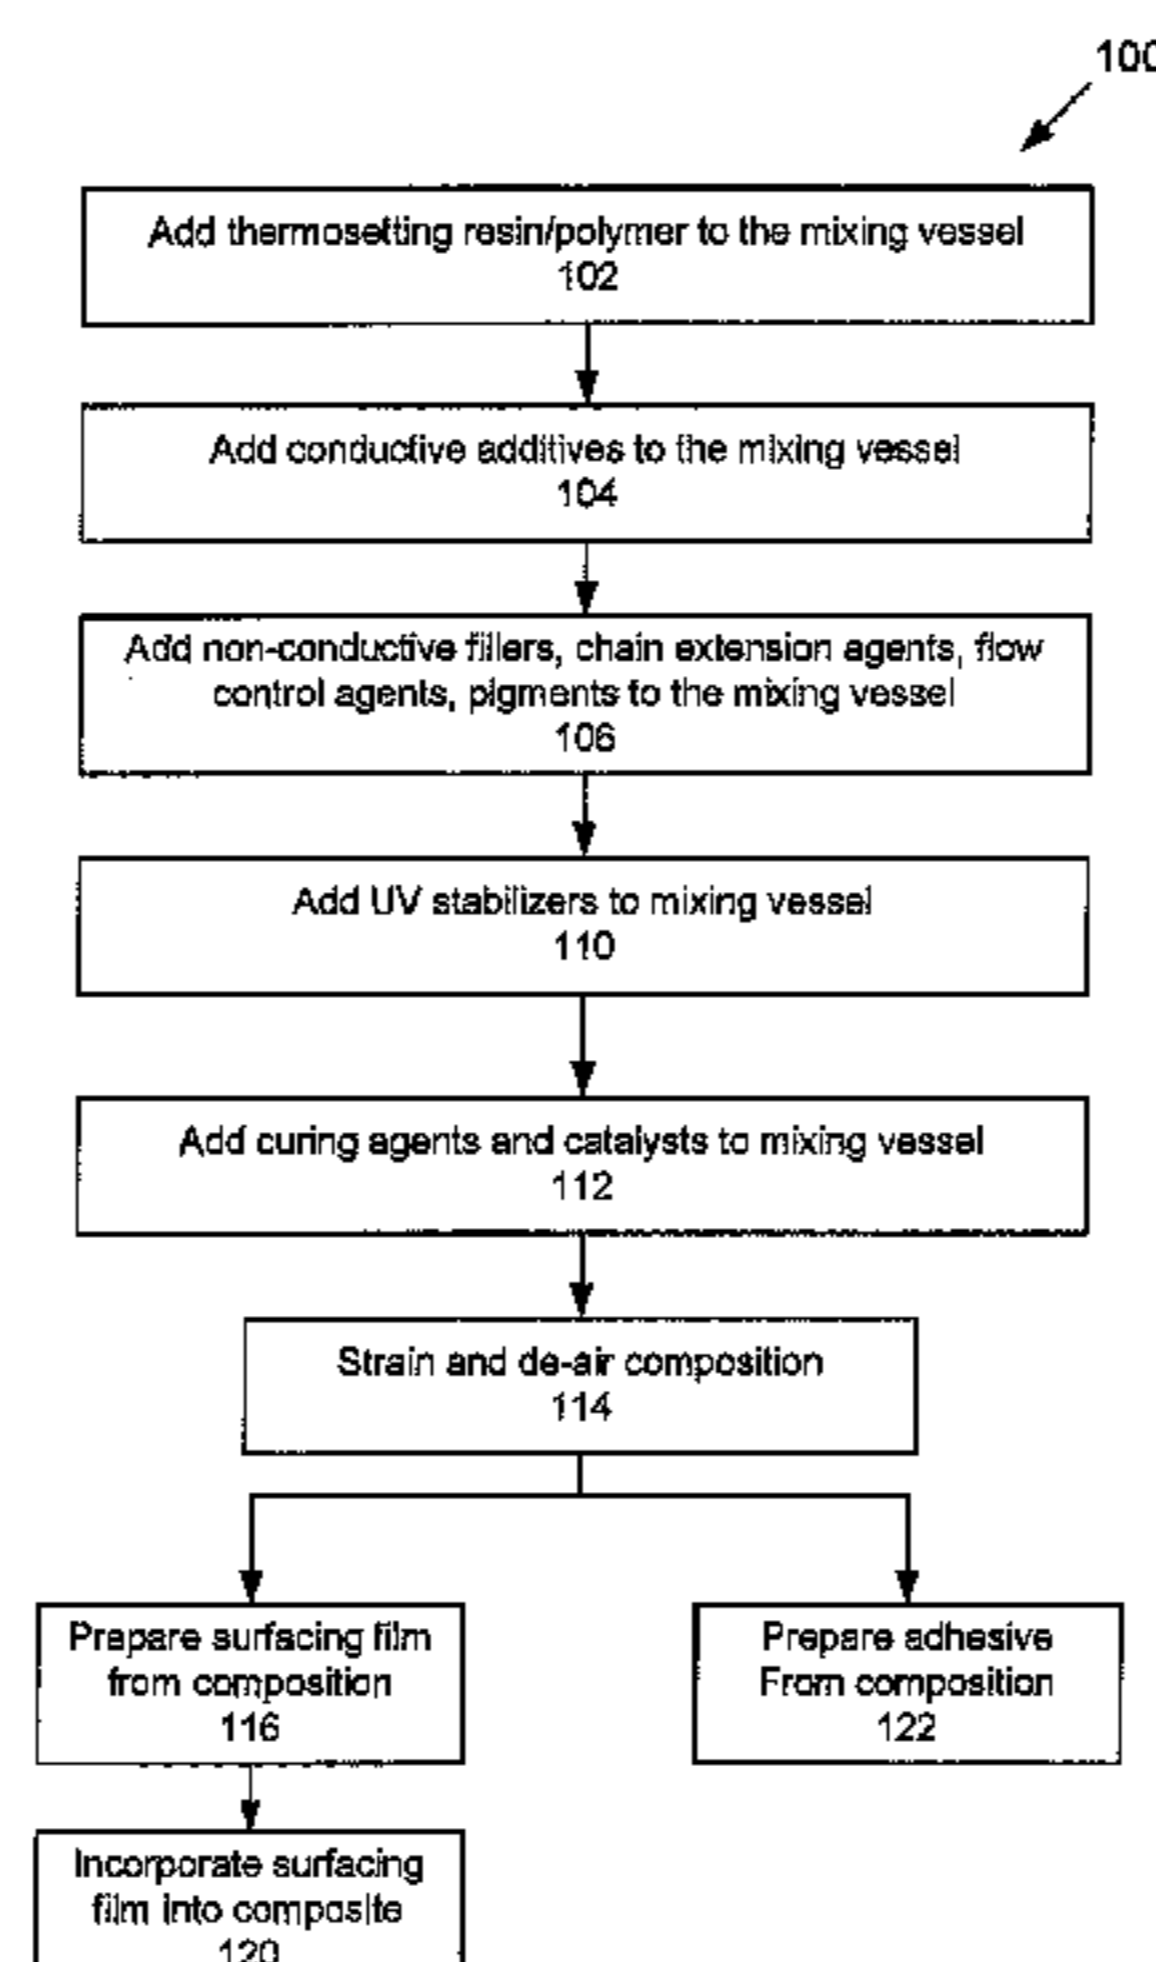 100
Add thermosetting resin/polymer to the mixing vessel
102
Add conductive additives to the mixing vessel
104
Add non-conductive fillers, chain extension agents, flow
control agents, pigments to the mixing vessel
106
Add UV stabilizers to mixing vessel
110
Add curing agents and catalysts to mixing vessel
112
Strain and de-air composition
114
Prepare surfacing film
from composition
116
Prepare adhesive
From composition
122
Incorporate surfacing
film into composite
120